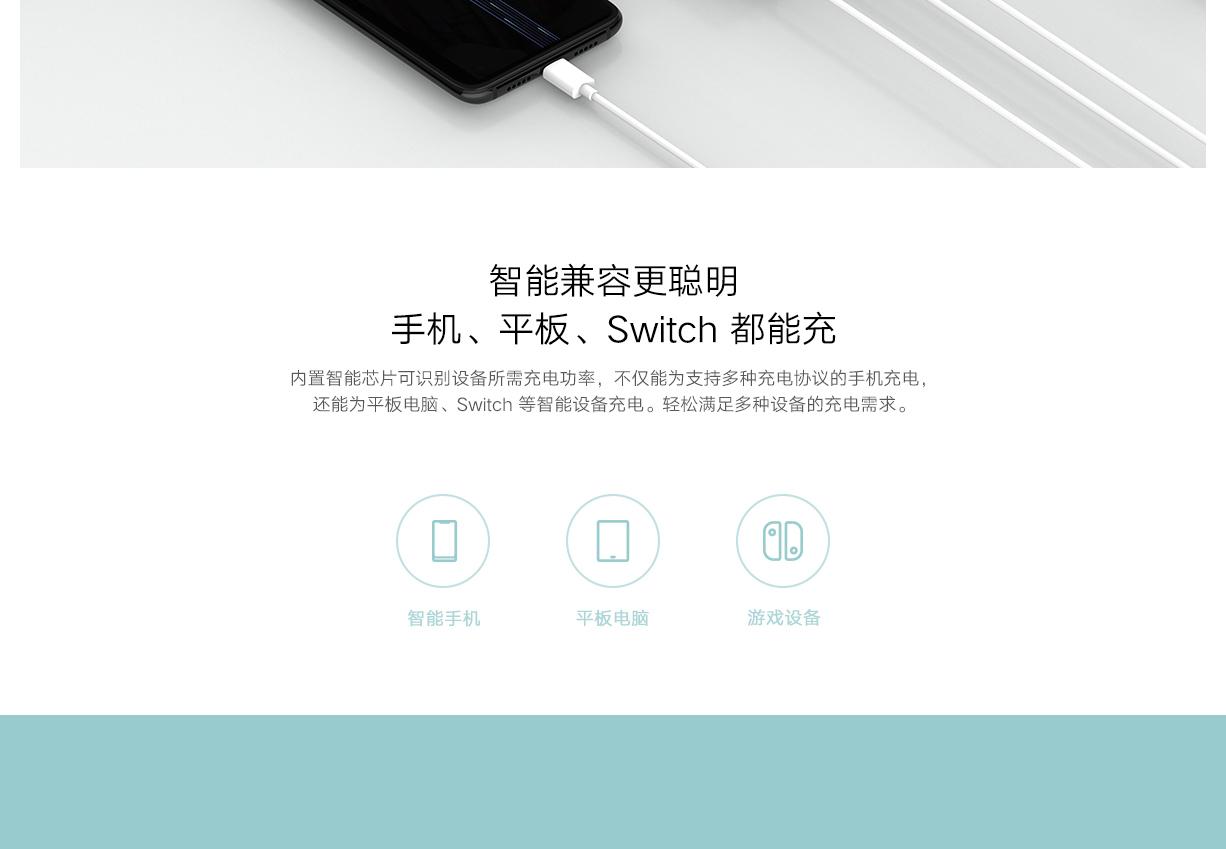 智能兼容更聪明
手机、平板、Switch 都能充
内置智能芯片可识别设备所需充电功率，不仅能为支持多种充电协议的手机充电，
还能为平板电脑、Switch 等智能设备充电。轻松满足多种设备的充电需求。
智能手机 平板电脑 游戏设备